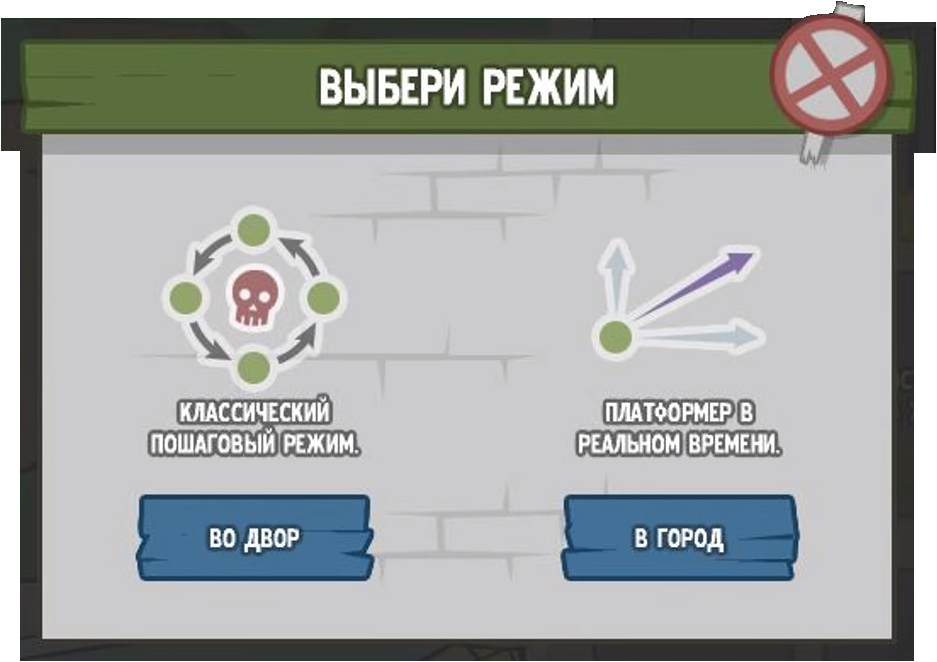 ВЫБЕРИ РЕЖИМ
КЛАССИЧЕСКИЙ
ПОШАГОВЫЙ РЕЖИМ.
ВО ДВОР
ПЛАТФОРМЕР В
РЕАЛЬНОМ ВРЕМЕНИ.
В ГОРОД